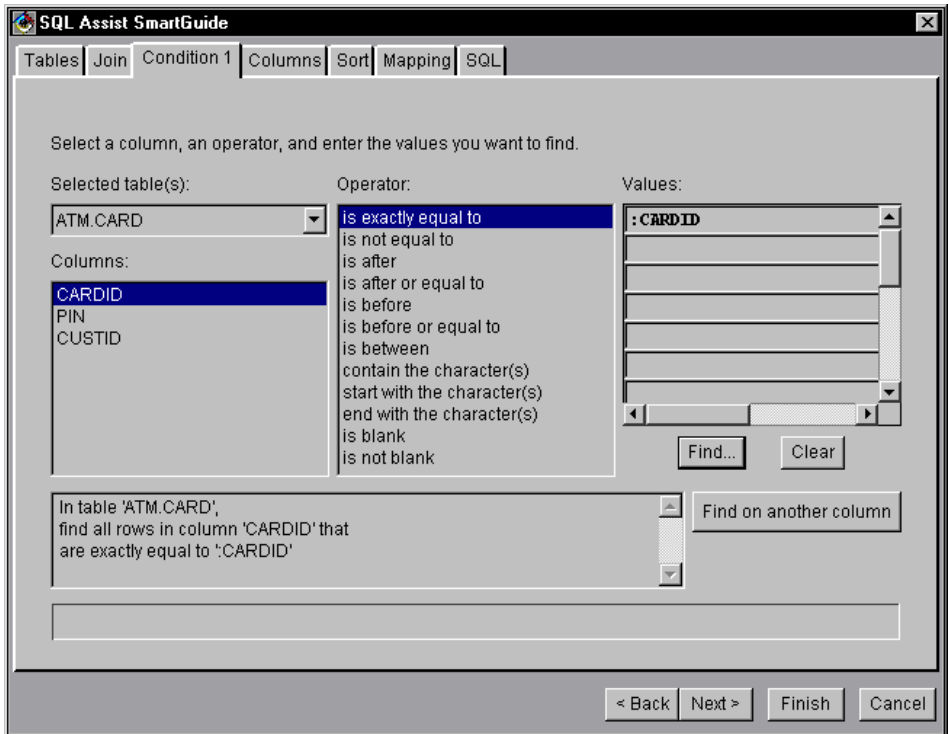 SQL Assist SmartGuide
Tables Join Condition 1 Columns Sort Mapping SQL
Select a column, an operator, and enter the values you want to find.
Selected table(s):
ATM.CARD
Columns:
CARDID
PIN
CUSTID
Operator:
is exactly equal to
is not equal to
is after
is after or equal to
is before
is before or equal to
is between
contain the character(s)
start with the character(s)
end with the character(s)
is blank
is not blank
Values:
:CARDID
Find... Clear
In table 'ATM.CARD',
find all rows in column 'CARDID' that
are exactly equal to ':CARDID'
Find on another column
< Back Next > Finish Cancel